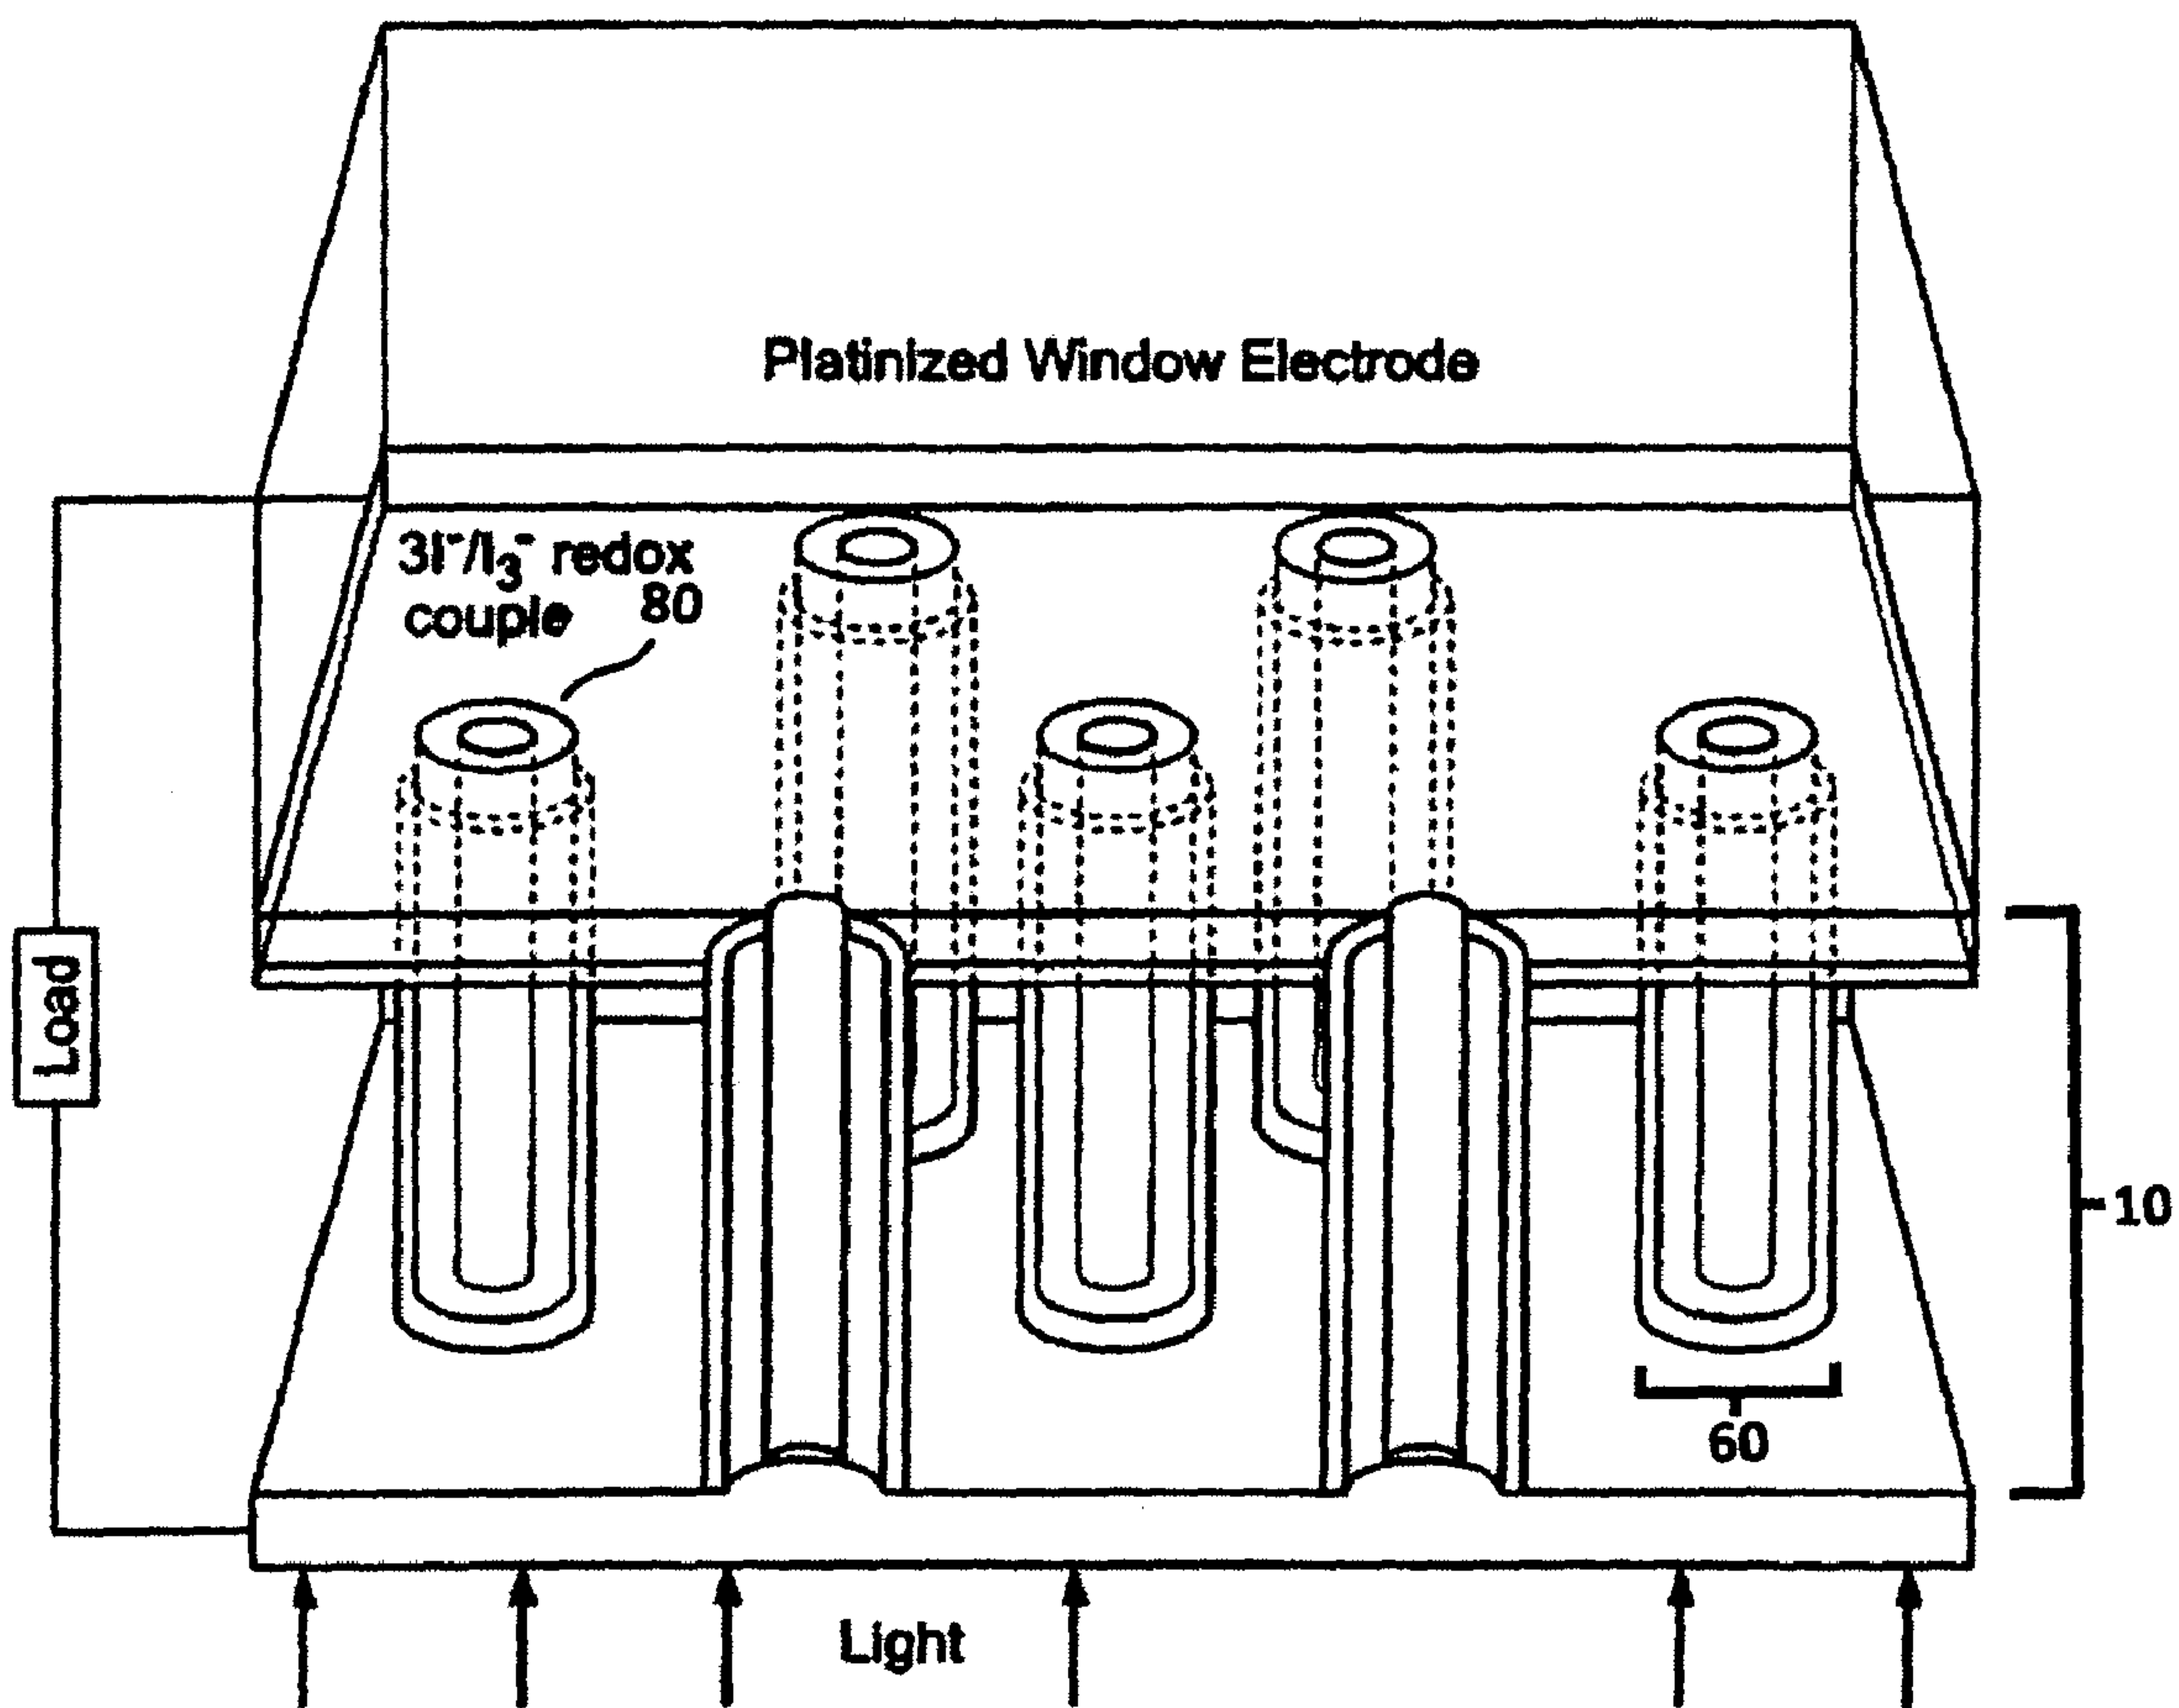 Platinized Window Electrode
3I⁻/I₃⁻ redox
couple 80
Load
10
60
Light